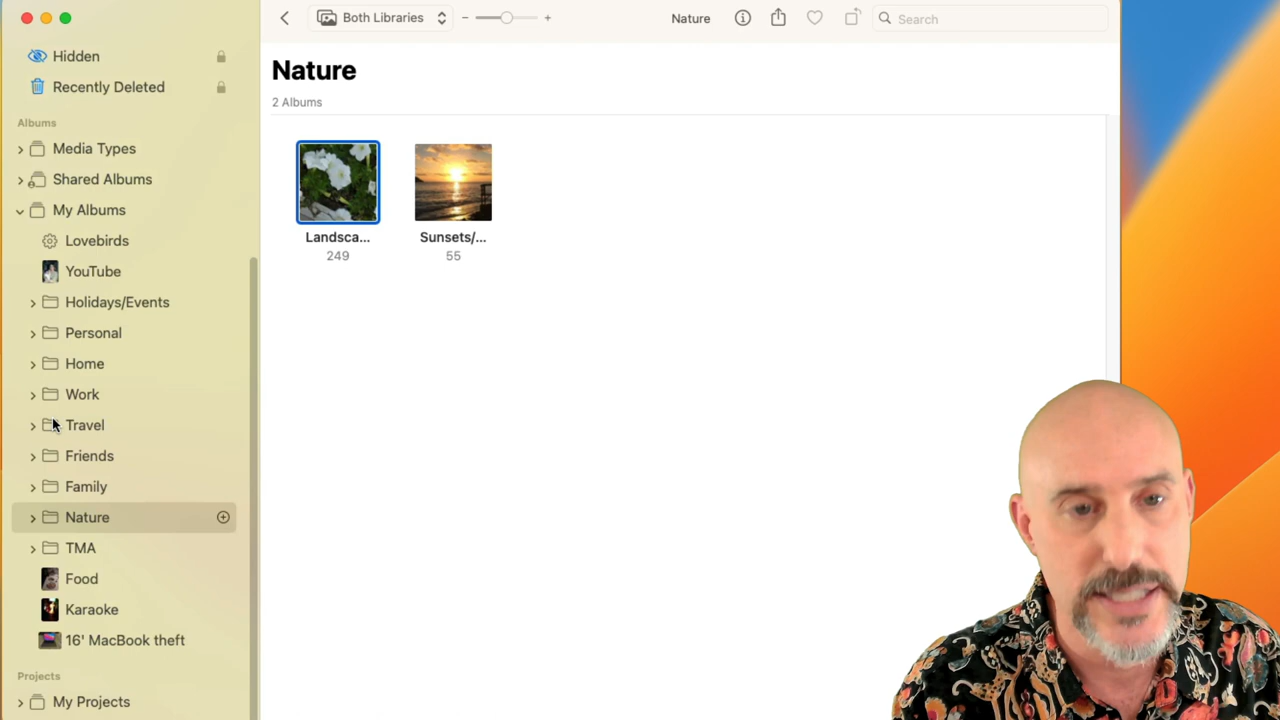 Both Libraries
Nature
Search
Hidden
Recently Deleted
Albums
Media Types
Shared Albums
My Albums
Lovebirds
YouTube
Holidays/Events
Personal
Home
Work
Travel
Friends
Family
Nature
TMA
Food
Karaoke
16' MacBook theft
Projects
My Projects
Nature
2 Albums
Landsca...
249
Sunsets/...
55